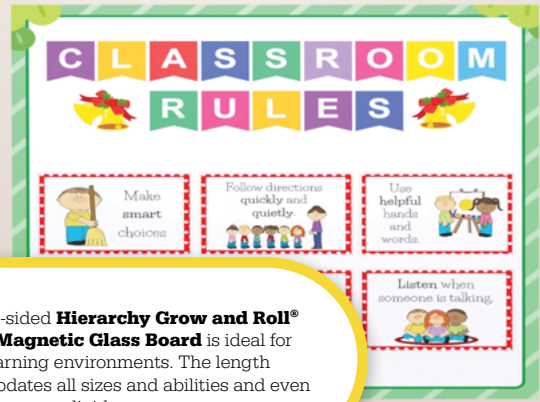 CLASSROOM
RULES
Make
smart
choices
Follow directions
quickly and
quietly.
Use
helpful
hands
and
words.
Listen when
someone is talking.
-sided Hierarchy Grow and Roll®
Magnetic Glass Board is ideal for
arning environments. The length
odates all sizes and abilities and even